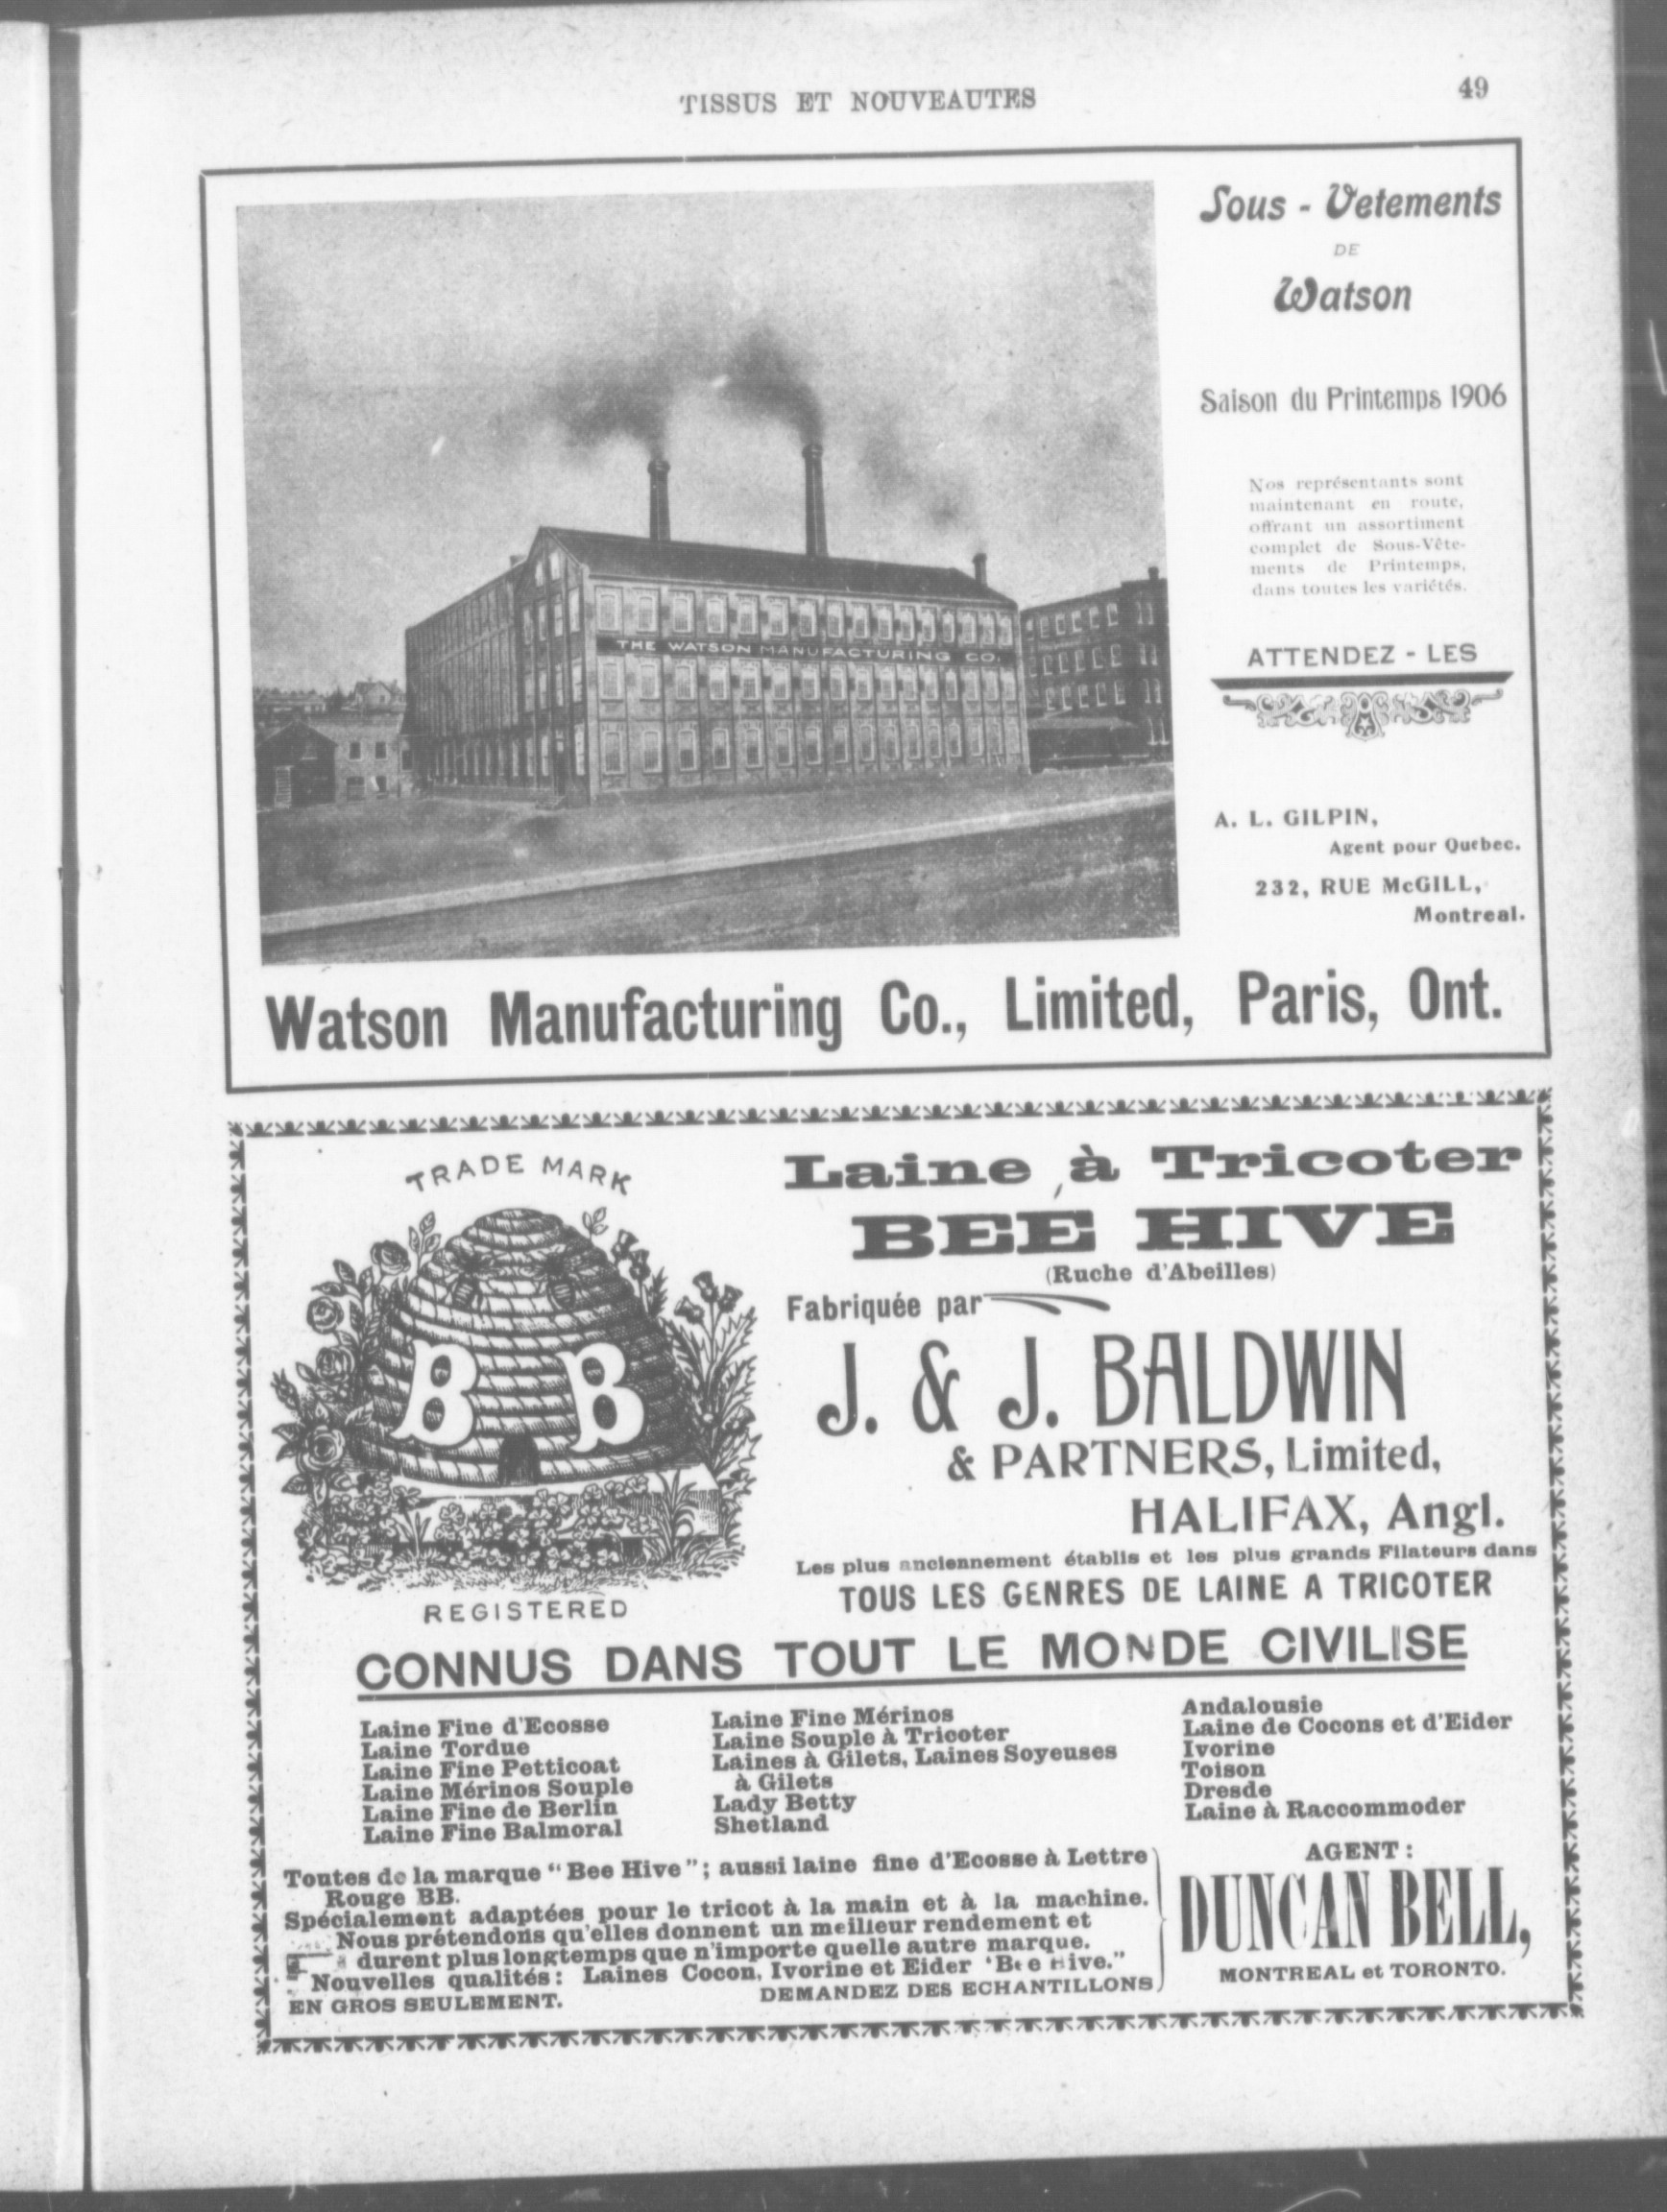 TISSUS ET NOUVEAUTES
49
THE WATSON MANUFACTURING CO.
Sous - Vetements
DE
Watson
Saison du Printemps 1906
Nos représentants sont
maintenant en route,
offrant un assortiment
complet de Sous-Vête-
ments de Printemps,
dans toutes les variétés.
ATTENDEZ - LES
A. L. GILPIN,
Agent pour Quebec.
232, RUE McGILL,
Montreal.
Watson Manufacturing Co., Limited, Paris, Ont.
TRADE MARK
B B
REGISTERED
Laine à Tricoter
BEE HIVE
(Ruche d'Abeilles)
Fabriquée par
J. & J. BALDWIN
& PARTNERS, Limited,
HALIFAX, Angl.
Les plus anciennement établis et les plus grands Filateurs dans
TOUS LES GENRES DE LAINE A TRICOTER
CONNUS DANS TOUT LE MONDE CIVILISE
Laine Fine d'Ecosse
Laine Tordue
Laine Fine Petticoat
Laine Mérinos Souple
Laine Fine de Berlin
Laine Fine Balmoral
Laine Fine Mérinos
Laine Souple à Tricoter
Laines à Gilets, Laines Soyeuses
à Gilets
Lady Betty
Shetland
Andalousie
Laine de Cocons et d'Eider
Ivorine
Toison
Dresde
Laine à Raccommoder
Toutes de la marque "Bee Hive"; aussi laine fine d'Ecosse à Lettre
Rouge BB.
Spécialement adaptées pour le tricot à la main et à la machine.
Nous prétendons qu'elles donnent un meilleur rendement et
durent plus longtemps que n'importe quelle autre marque.
Nouvelles qualités: Laines Cocon, Ivorine et Eider 'Bee Hive."
EN GROS SEULEMENT. DEMANDEZ DES ECHANTILLONS
AGENT:
DUNCAN BELL,
MONTREAL et TORONTO.